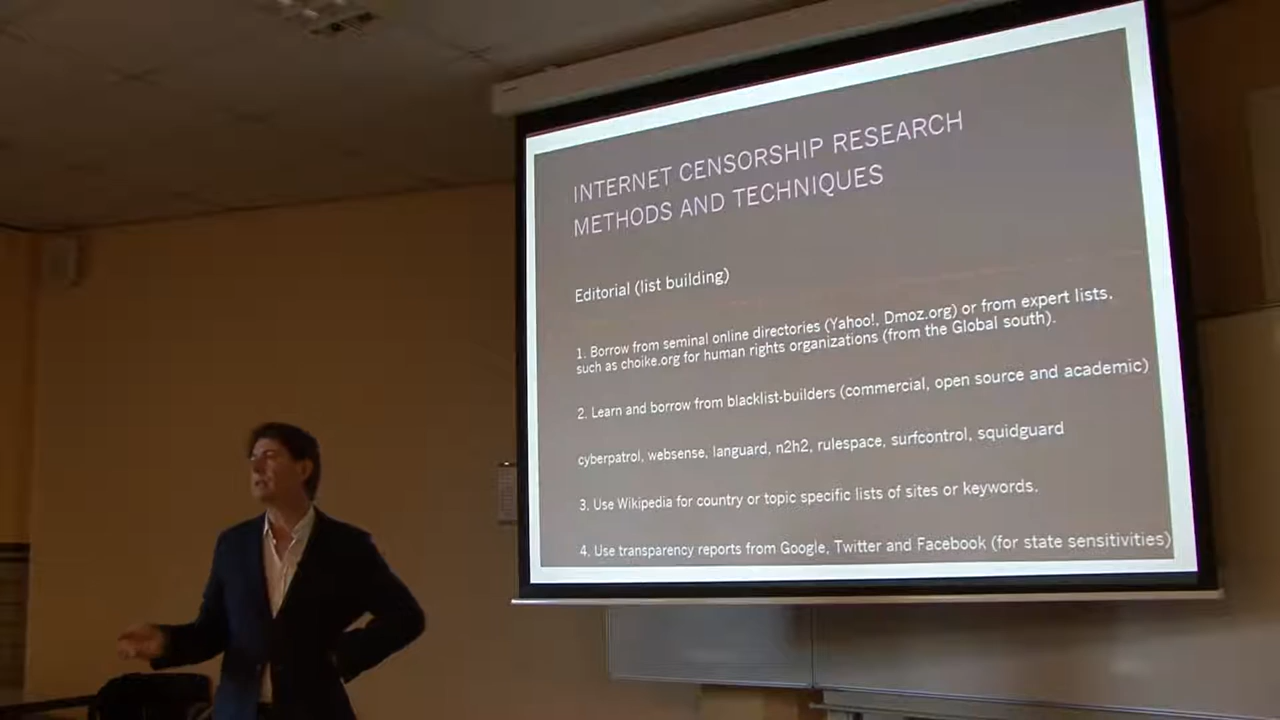 INTERNET CENSORSHIP RESEARCH
METHODS AND TECHNIQUES
Editorial (list building)
1. Borrow from seminal online directories (Yahoo!, Dmoz.org) or from expert lists,
such as choike.org for human rights organizations (from the Global south).
2. Learn and borrow from blacklist-builders (commercial, open source and academic)
cyberpatrol, websense, languard, n2h2, rulespace, surfcontrol, squidguard
3. Use Wikipedia for country or topic specific lists of sites or keywords.
4. Use transparency reports from Google, Twitter and Facebook (for state sensitivities)